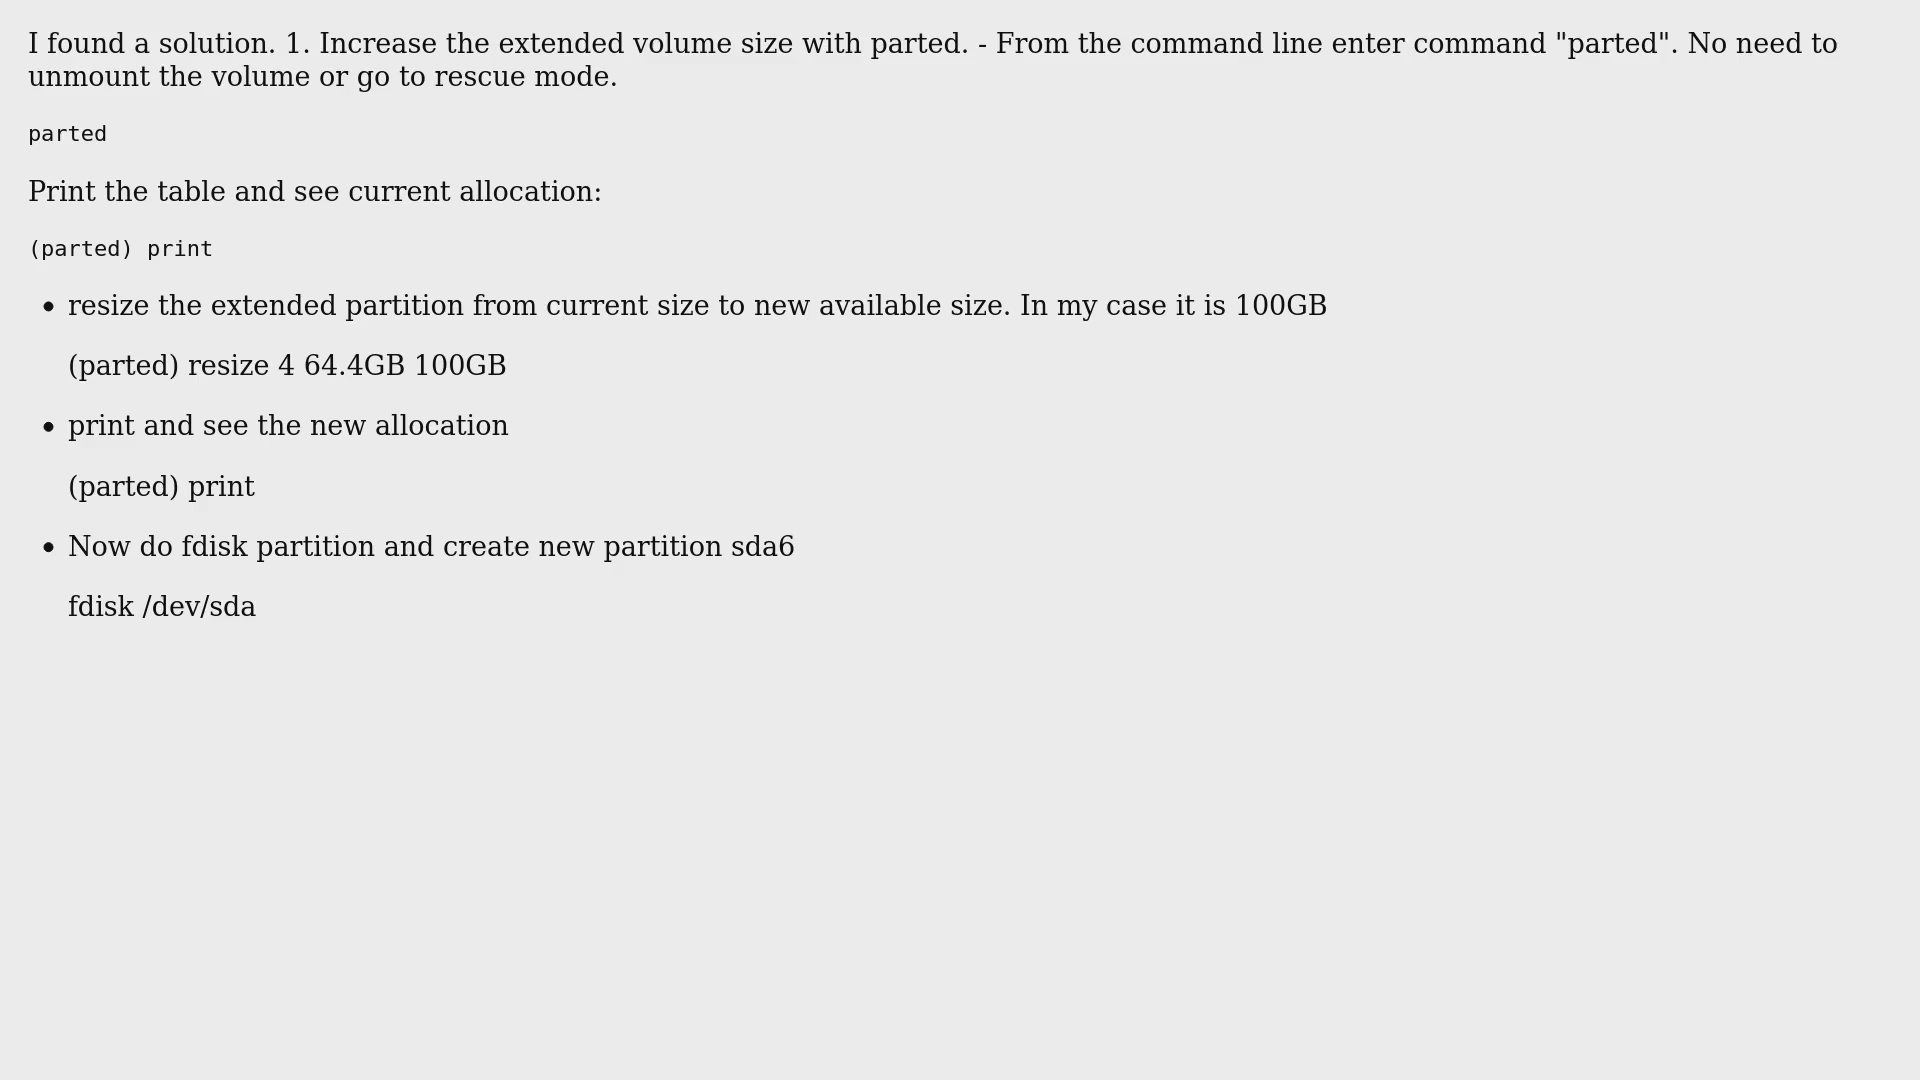 I found a solution. 1. Increase the extended volume size with parted. - From the command line enter command "parted". No need to
unmount the volume or go to rescue mode.
parted
Print the table and see current allocation:
(parted) print
• resize the extended partition from current size to new available size. In my case it is 100GB
(parted) resize 4 64.4GB 100GB
• print and see the new allocation
(parted) print
• Now do fdisk partition and create new partition sda6
fdisk /dev/sda